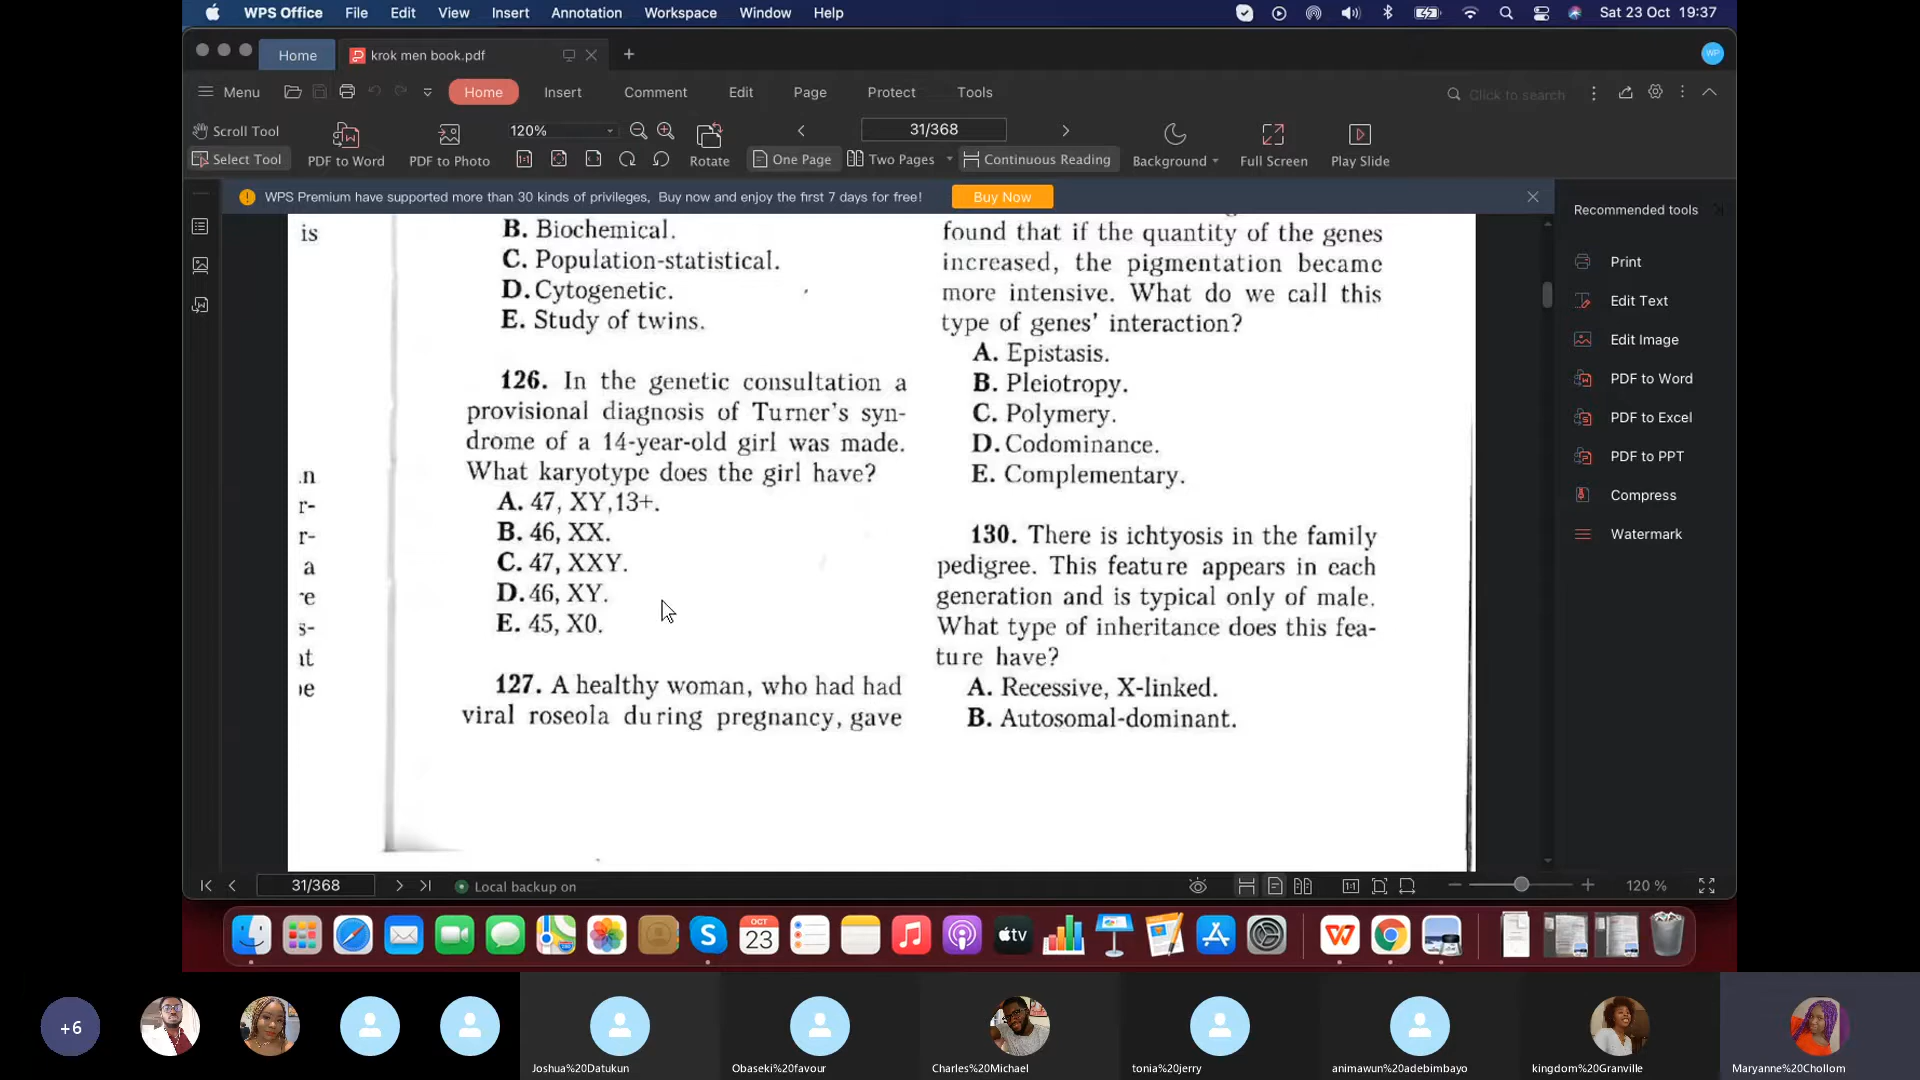 WPS Office File Edit View Insert Annotation Workspace Window Help Sat 23 Oct 19:37
Home krok men book.pdf WP
Menu Home Insert Comment Edit Page Protect Tools Click to search
Scroll Tool 120% 31/368
Select Tool PDF to Word PDF to Photo Rotate One Page Two Pages Continuous Reading Background Full Screen Play Slide
WPS Premium have supported more than 30 kinds of privileges, Buy now and enjoy the first 7 days for free! Buy Now
Recommended tools
Print
Edit Text
Edit Image
PDF to Word
PDF to Excel
PDF to PPT
Compress
Watermark
is
.n
r-
r-
a
re
s-
B. Biochemical.
C. Population-statistical.
D. Cytogenetic.
E. Study of twins.
126. In the genetic consultation a
provisional diagnosis of Turner's syn-
drome of a 14-year-old girl was made.
What karyotype does the girl have?
A. 47, XY,13+.
B. 46, XX.
C. 47, XXY.
D. 46, XY.
E. 45, X0.
127. A healthy woman, who had had
viral roseola during pregnancy, gave
found that if the quantity of the genes
increased, the pigmentation became
more intensive. What do we call this
type of genes' interaction?
A. Epistasis.
B. Pleiotropy.
C. Polymery.
D. Codominance.
E. Complementary.
130. There is ichtyosis in the family
pedigree. This feature appears in each
generation and is typical only of male.
What type of inheritance does this fea-
ture have?
A. Recessive, X-linked.
B. Autosomal-dominant.
31/368 Local backup on 120 %
OCT
23
tv
+6
Joshua%20Datukun
Obaseki%20favour
Charles%20Michael
tonia%20jerry
animawun%20adebimbayo
kingdom%20Granville
Maryanne%20Chollom